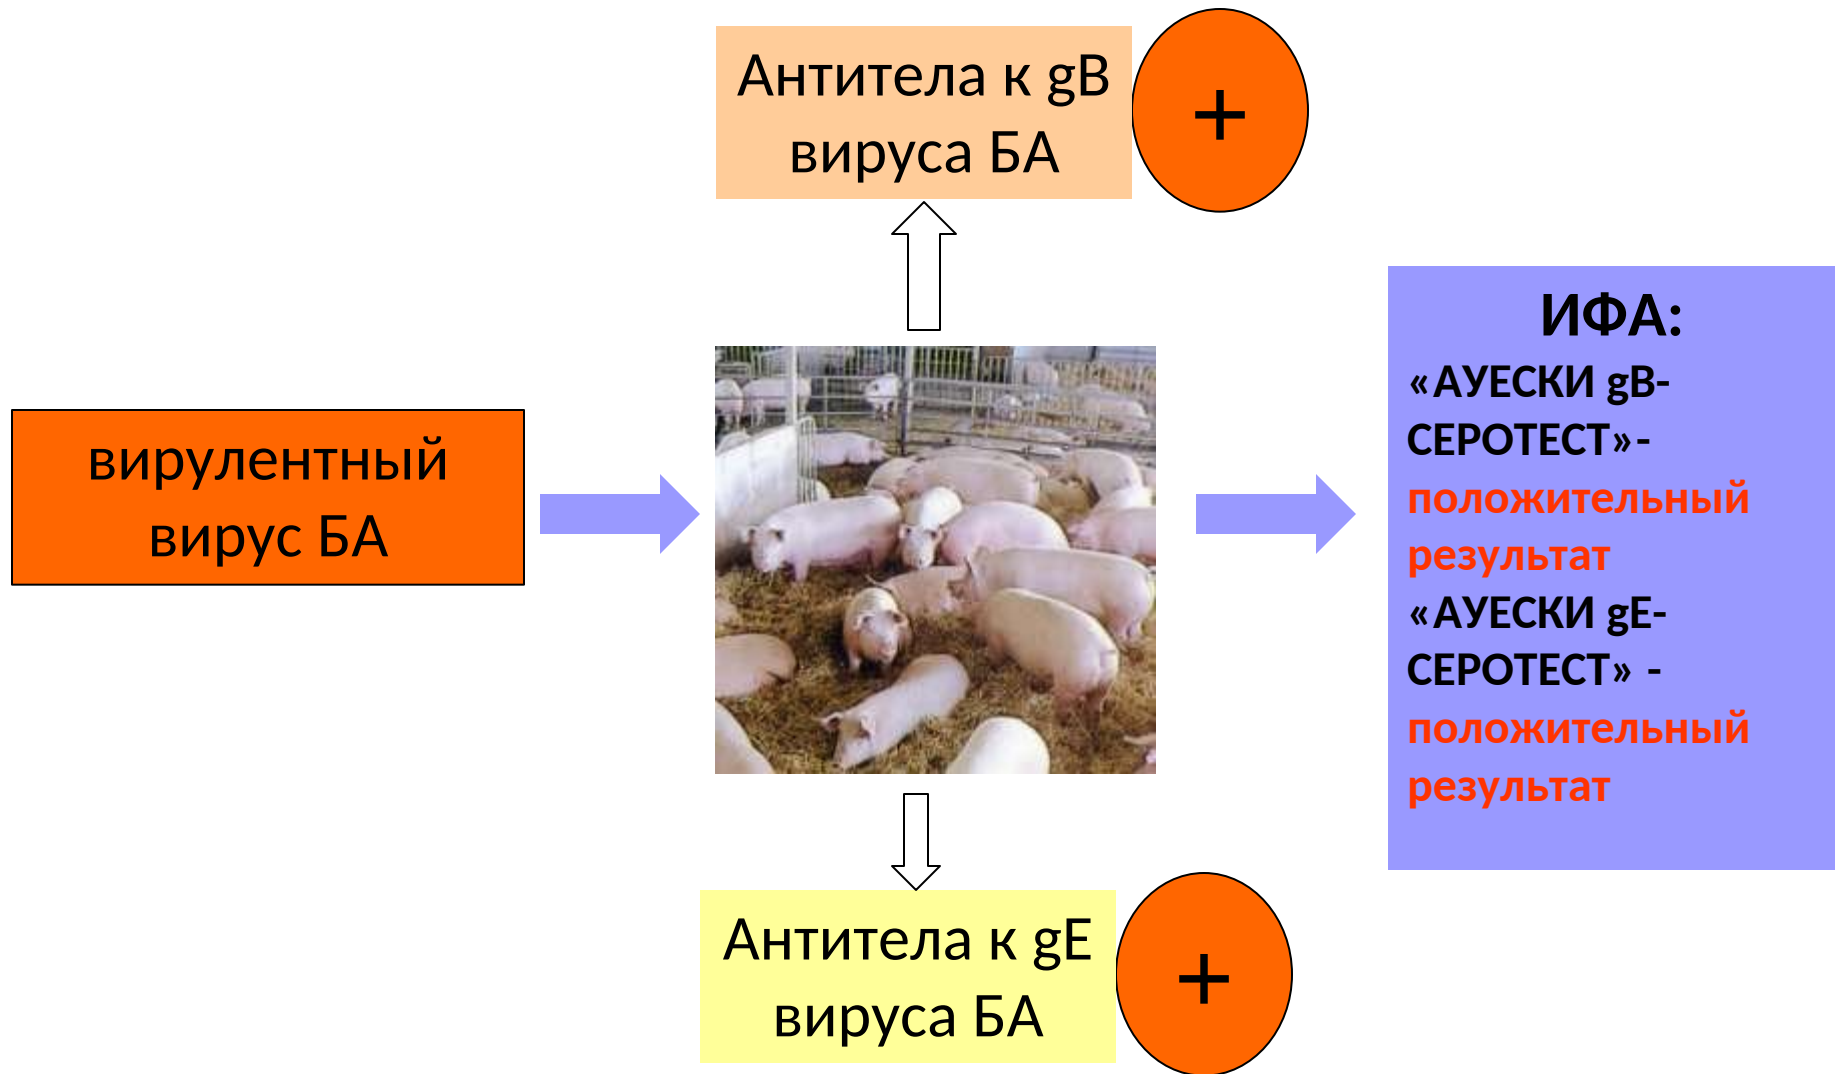 Антитела к gB
вируса БА
+
вирулентный
вирус БА
ИФА:
«АУЕСКИ gB-
СЕРОТЕСТ»-
положительный
результат
«АУЕСКИ gE-
СЕРОТЕСТ» -
положительный
результат
Антитела к gE
вируса БА
+